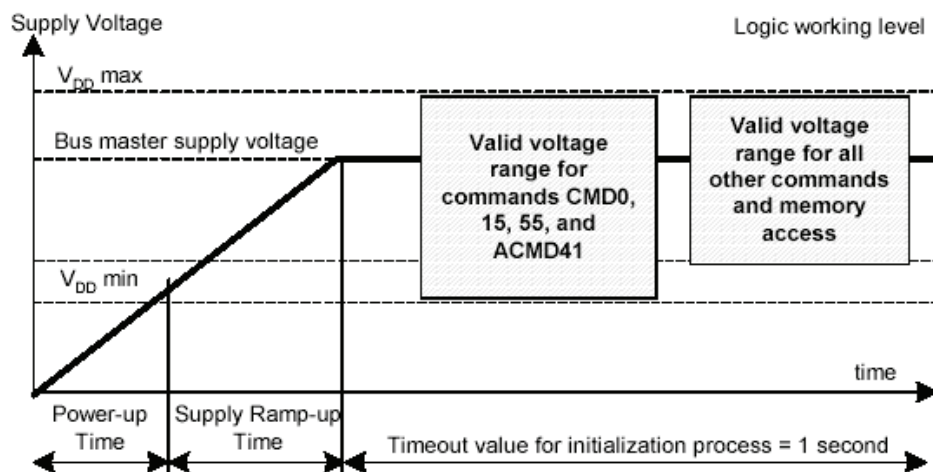 Supply Voltage
Logic working level
V_DD max
Bus master supply voltage
Valid voltage
range for
commands CMD0,
15, 55, and
ACMD41
Valid voltage
range for all
other commands
and memory
access
V_DD min
time
Power-up
Time
Supply Ramp-up
Time
Timeout value for initialization process = 1 second